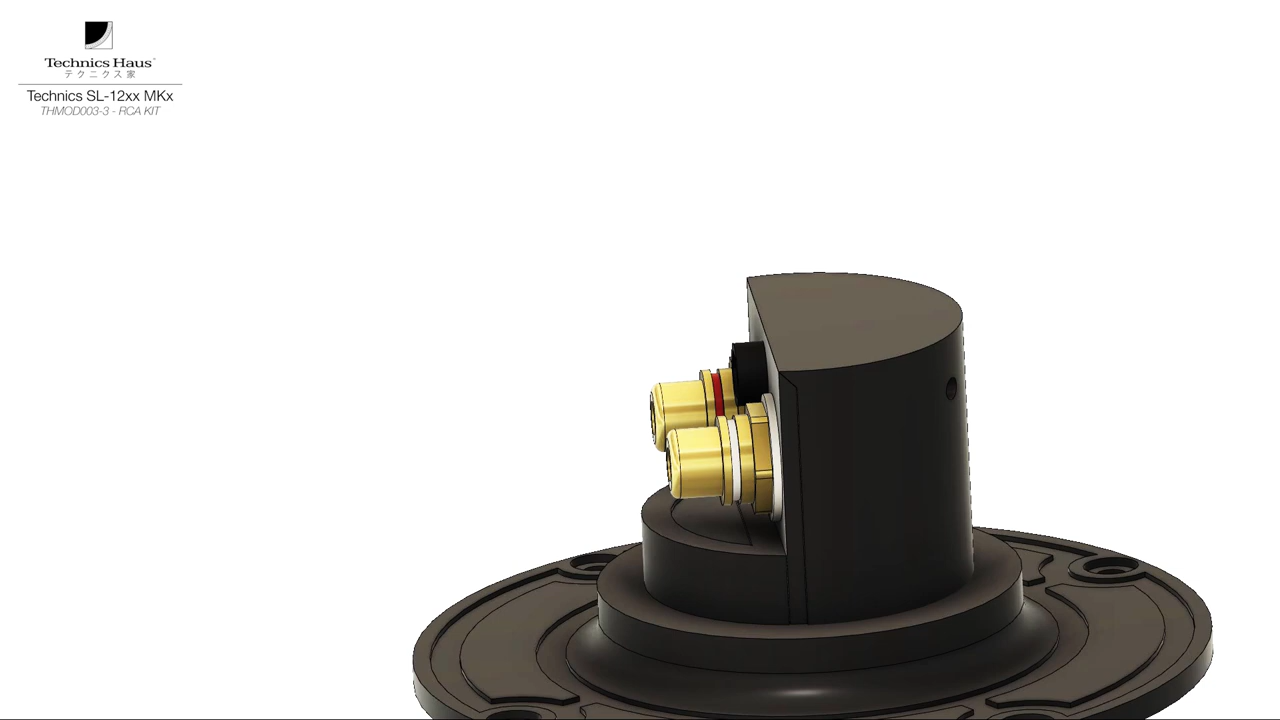 Technics Haus
テクニクス家
Technics SL-12xx MKx
THMOD003-3 - RCA KIT